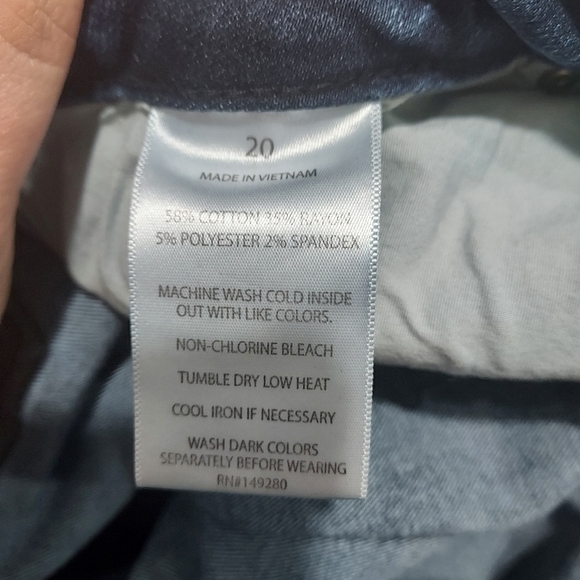 20
MADE IN VIETNAM
58% COTTON 35% RAYON
5% POLYESTER 2% SPANDEX
MACHINE WASH COLD INSIDE
OUT WITH LIKE COLORS.
NON-CHLORINE BLEACH
TUMBLE DRY LOW HEAT
COOL IRON IF NECESSARY
WASH DARK COLORS
SEPARATELY BEFORE WEARING
RN#149280